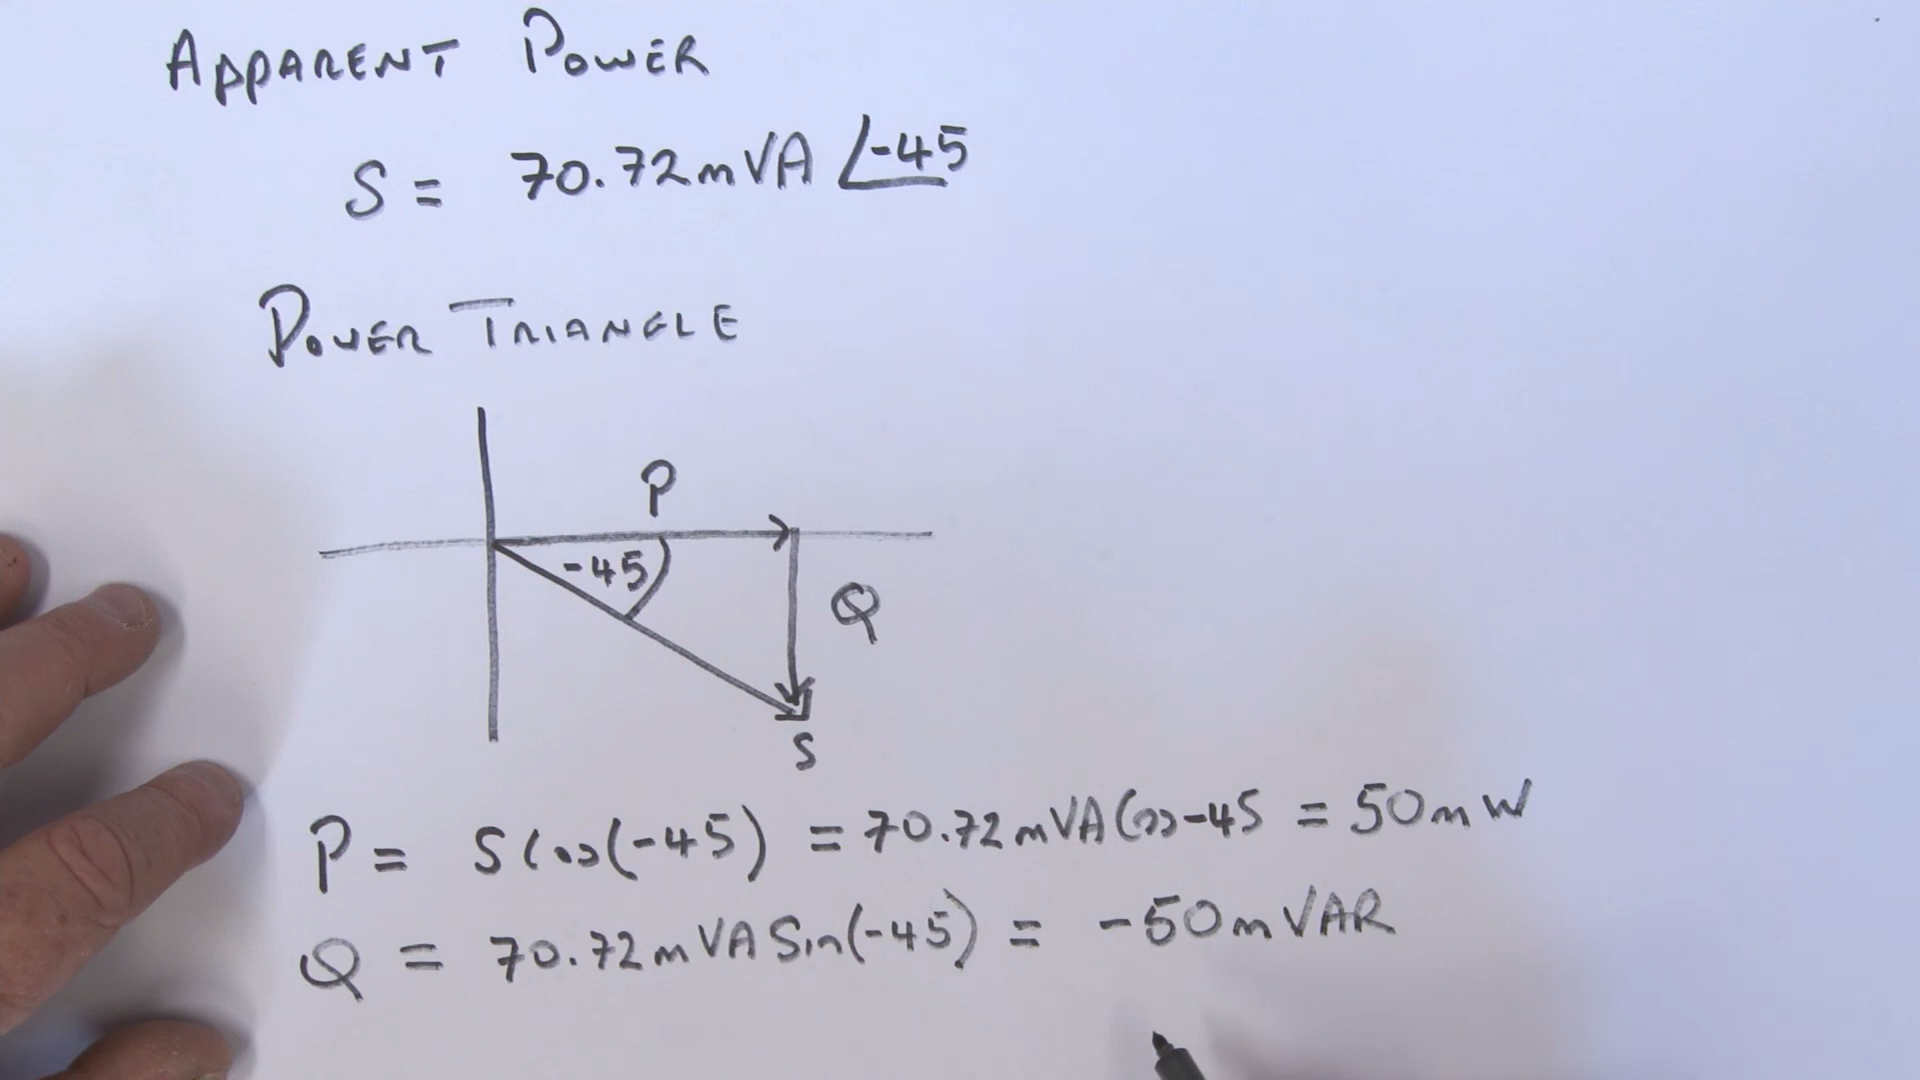 APPARENT POWER
S = 70.72mVA ∠-45
POWER TRIANGLE
P
-45
Q
S
P = S Cos(-45) = 70.72mVA Cos-45 = 50mW
Q = 70.72mVA Sin(-45) = -50mVAR